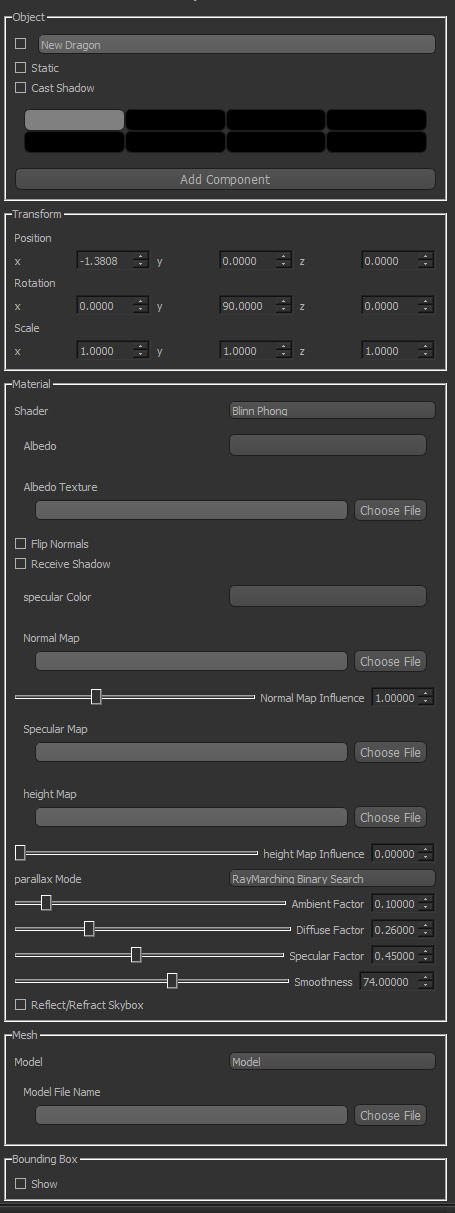 Object
New Dragon
Static
Cast Shadow
Add Component
Transform
Position
x -1.3808 y 0.0000 z 0.0000
Rotation
x 0.0000 y 90.0000 z 0.0000
Scale
x 1.0000 y 1.0000 z 1.0000
Material
Shader Blinn Phong
Albedo
Albedo Texture
Choose File
Flip Normals
Receive Shadow
specular Color
Normal Map
Choose File
Normal Map Influence 1.00000
Specular Map
Choose File
height Map
Choose File
height Map Influence 0.00000
parallax Mode RayMarching Binary Search
Ambient Factor 0.10000
Diffuse Factor 0.26000
Specular Factor 0.45000
Smoothness 74.00000
Reflect/Refract Skybox
Mesh
Model Model
Model File Name
Choose File
Bounding Box
Show